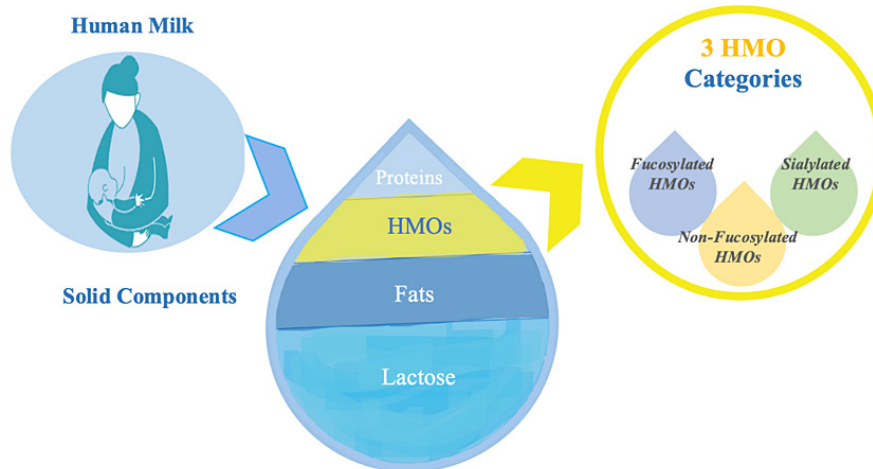 Human Milk
Solid Components
Proteins
HMOs
Fats
Lactose
3 HMO
Categories
Fucosylated
HMOs
Sialylated
HMOs
Non-Fucosylated
HMOs